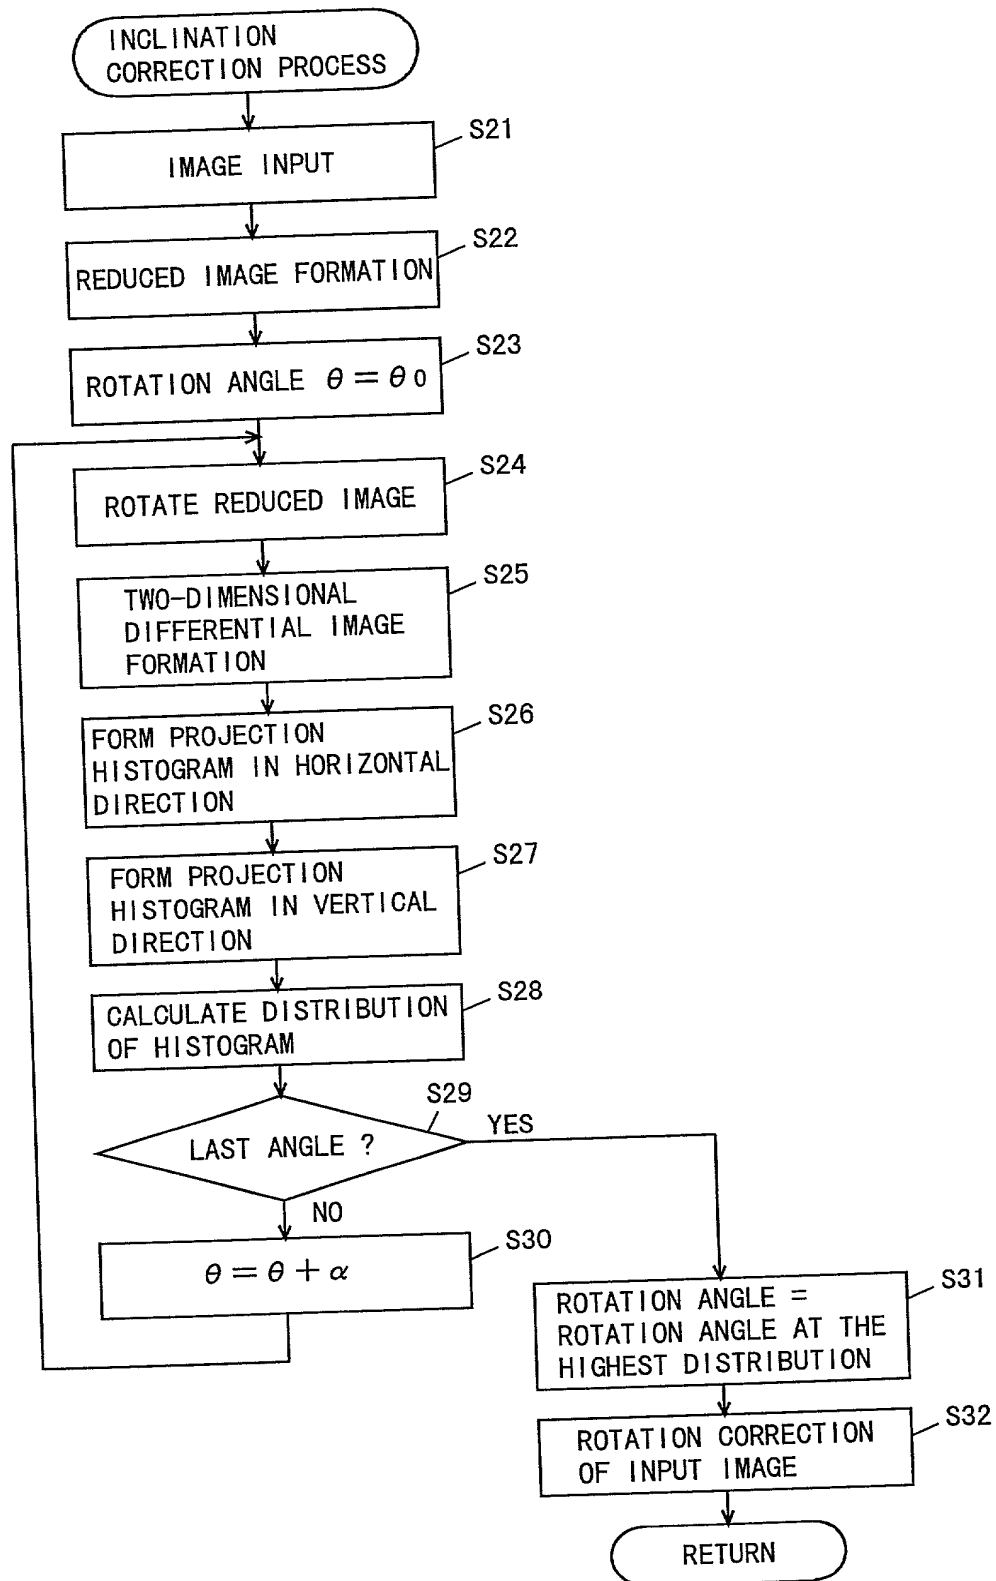 INCLINATION
CORRECTION PROCESS
S21
IMAGE INPUT
S22
REDUCED IMAGE FORMATION
S23
ROTATION ANGLE θ = θ0
S24
ROTATE REDUCED IMAGE
S25
TWO-DIMENSIONAL
DIFFERENTIAL IMAGE
FORMATION
S26
FORM PROJECTION
HISTOGRAM IN HORIZONTAL
DIRECTION
S27
FORM PROJECTION
HISTOGRAM IN VERTICAL
DIRECTION
S28
CALCULATE DISTRIBUTION
OF HISTOGRAM
S29
YES
LAST ANGLE ?
NO
S30
θ = θ + α
S31
ROTATION ANGLE =
ROTATION ANGLE AT THE
HIGHEST DISTRIBUTION
S32
ROTATION CORRECTION
OF INPUT IMAGE
RETURN